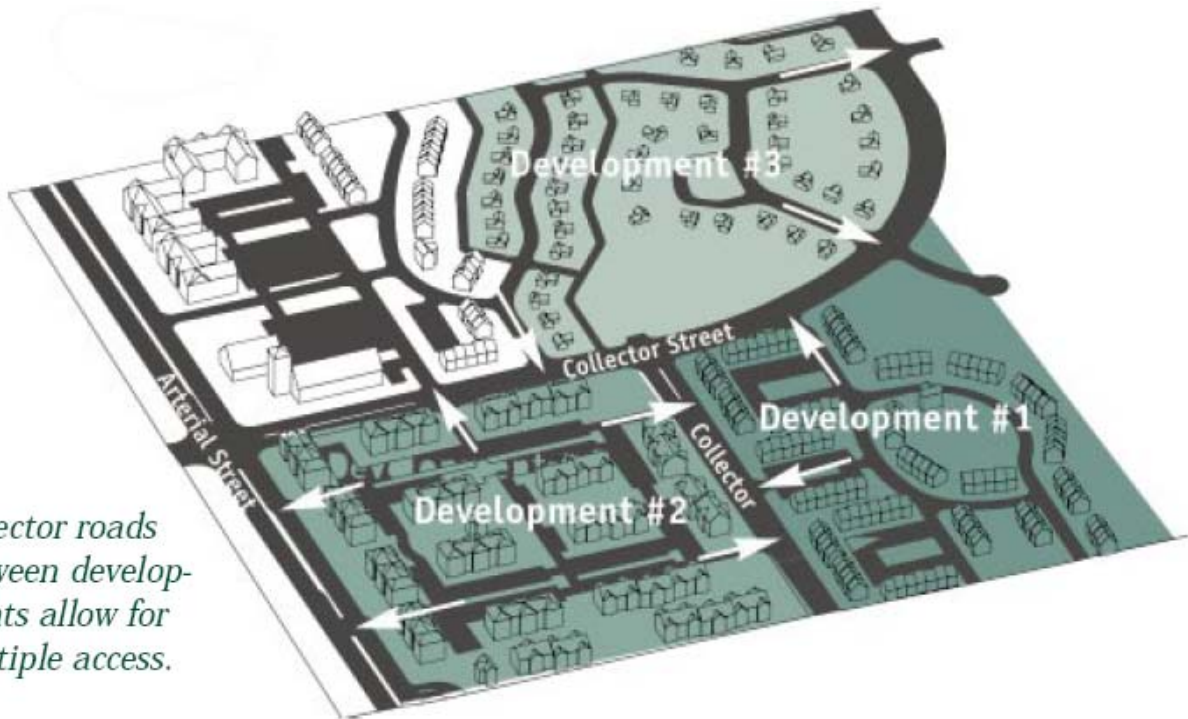 Development #3
Collector Street
Development #1
Arterial Street
Collector
Development #2
ector roads
ween develop-
ts allow for
tiple access.